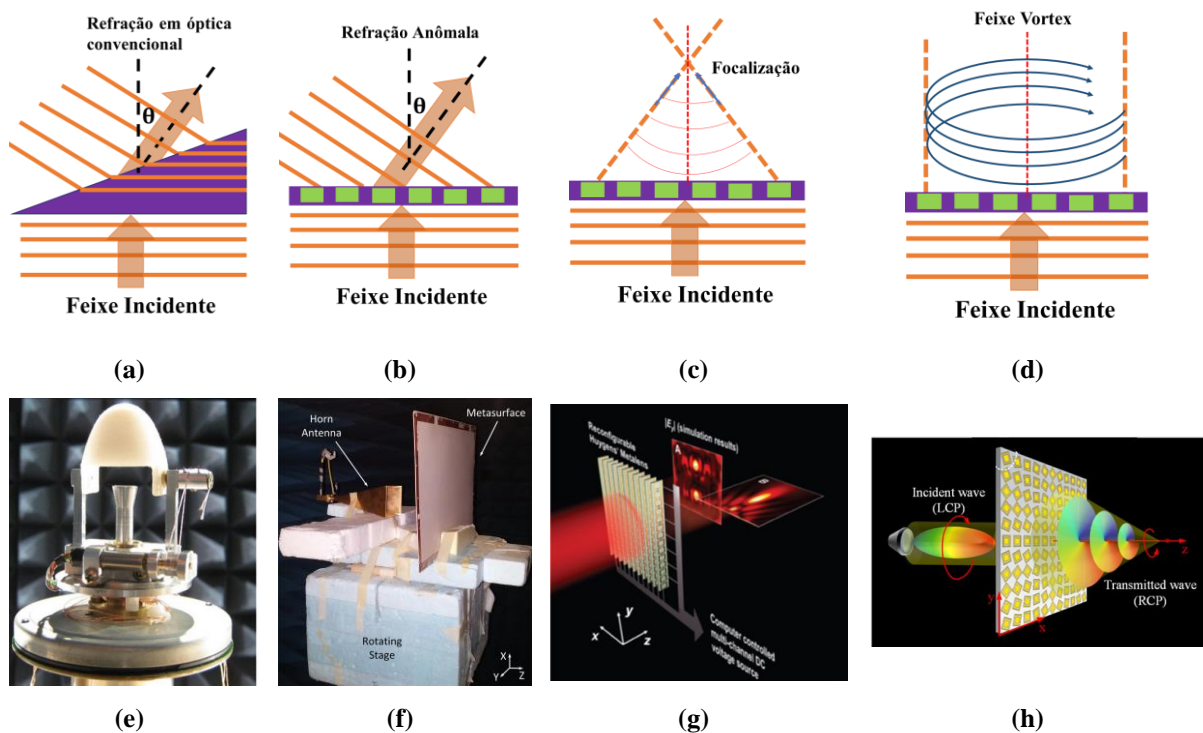 Refração em óptica
convencional
θ
Feixe Incidente
(a)
Refração Anômala
θ
Feixe Incidente
(b)
Focalização
Feixe Incidente
(c)
Feixe Vortex
Feixe Incidente
(d)
(e)
Horn
Antenna
Metasurface
Rotating
Stage
X
Y
Z
(f)
Reconfigurable
Huygens' Metalens
(simulation results)
A
B
y
x
z
Computer controlled
multi-channel DC
voltage source
(g)
Incident wave
(LCP)
Transmitted wave
(RCP)
y
x
z
(h)